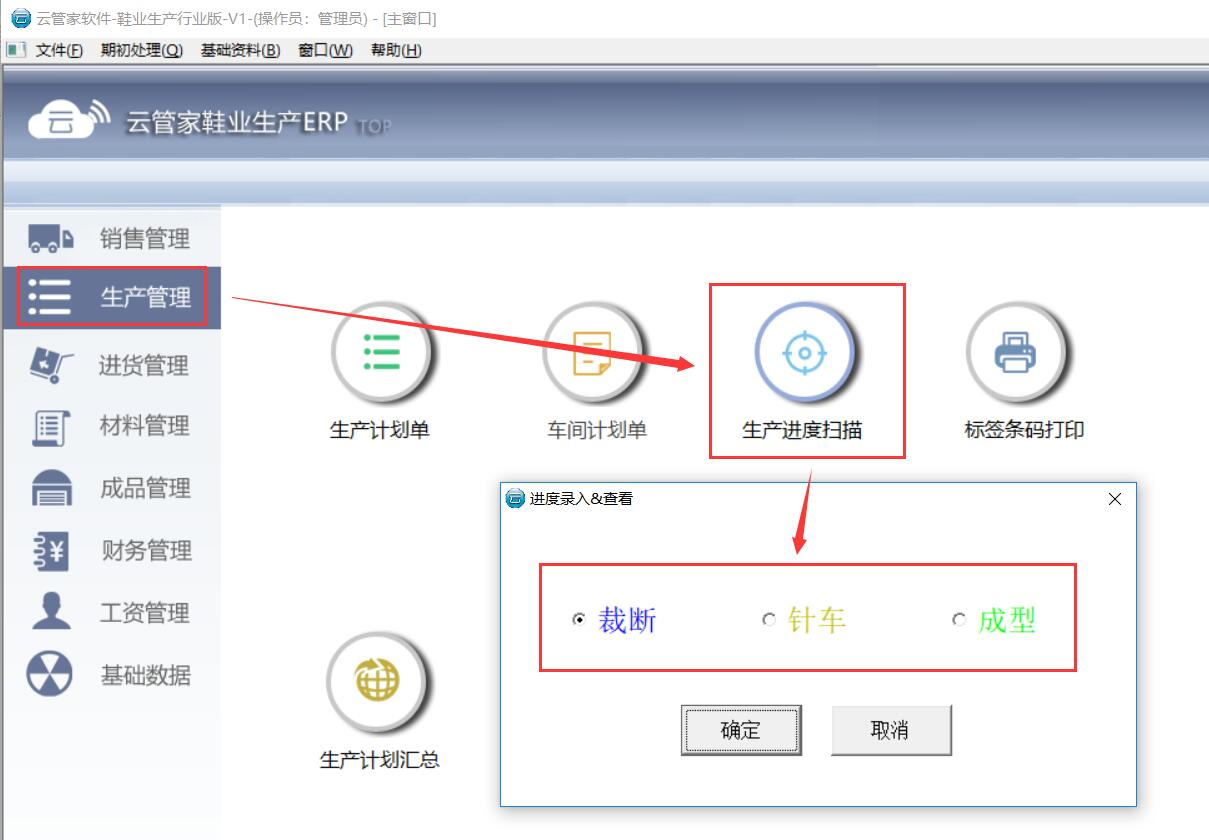 云管家软件-鞋业生产行业版-V1-(操作员：管理员) - [主窗口]
文件(F) 期初处理(Q) 基础资料(B) 窗口(W) 帮助(H)
云 云管家鞋业生产ERP TOP
销售管理
生产管理
进货管理
材料管理
成品管理
财务管理
工资管理
基础数据
生产计划单 车间计划单 生产进度扫描 标签条码打印
生产计划汇总
进度录入&查看
裁断 针车 成型
确定 取消